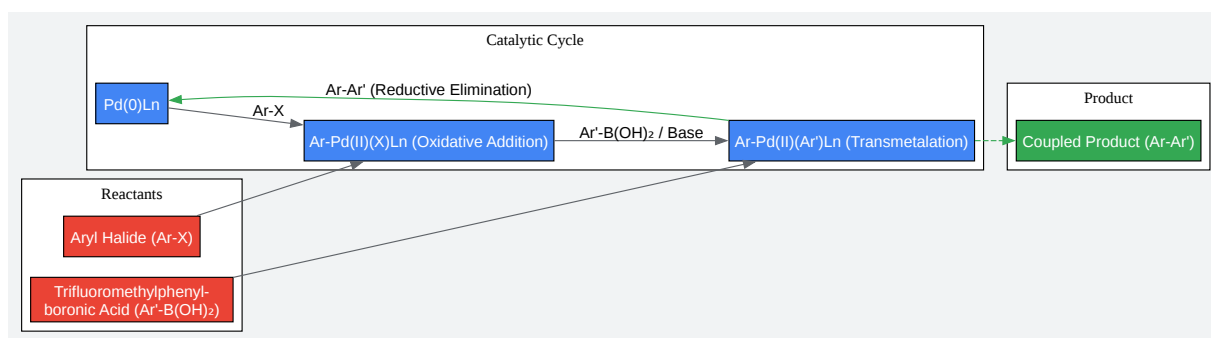 Catalytic Cycle
Ar-Ar' (Reductive Elimination)
Pd(0)Ln
Ar-X
Ar-Pd(II)(X)Ln (Oxidative Addition)
Ar'-B(OH)₂ / Base
Ar-Pd(II)(Ar')Ln (Transmetalation)
Product
Coupled Product (Ar-Ar')
Reactants
Aryl Halide (Ar-X)
Trifluoromethylphenyl-
boronic Acid (Ar'-B(OH)₂)